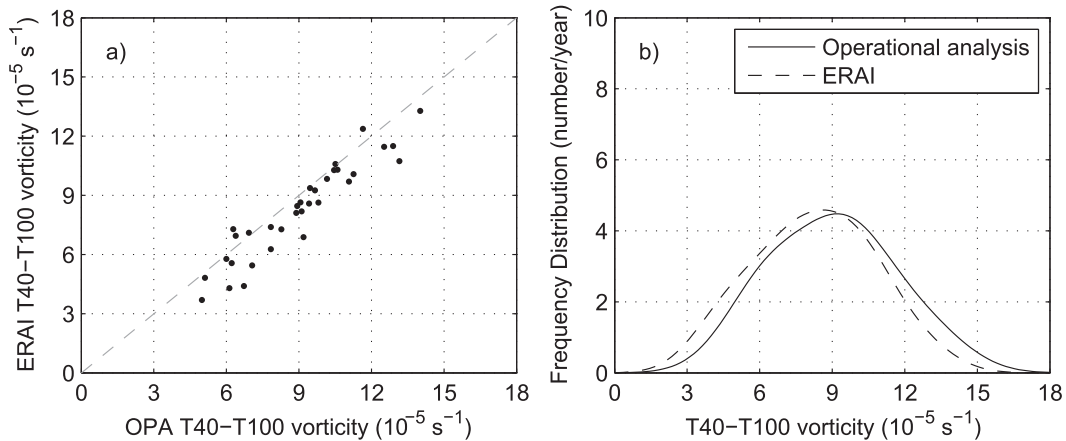 a)
ERAI T40−T100 vorticity (10⁻⁵ s⁻¹)
18
15
12
9
6
3
0
0 3 6 9 12 15 18
OPA T40−T100 vorticity (10⁻⁵ s⁻¹)
b)
Frequency Distribution (number/year)
10
8
6
4
2
0
Operational analysis
ERAI
0 3 6 9 12 15 18
T40−T100 vorticity (10⁻⁵ s⁻¹)